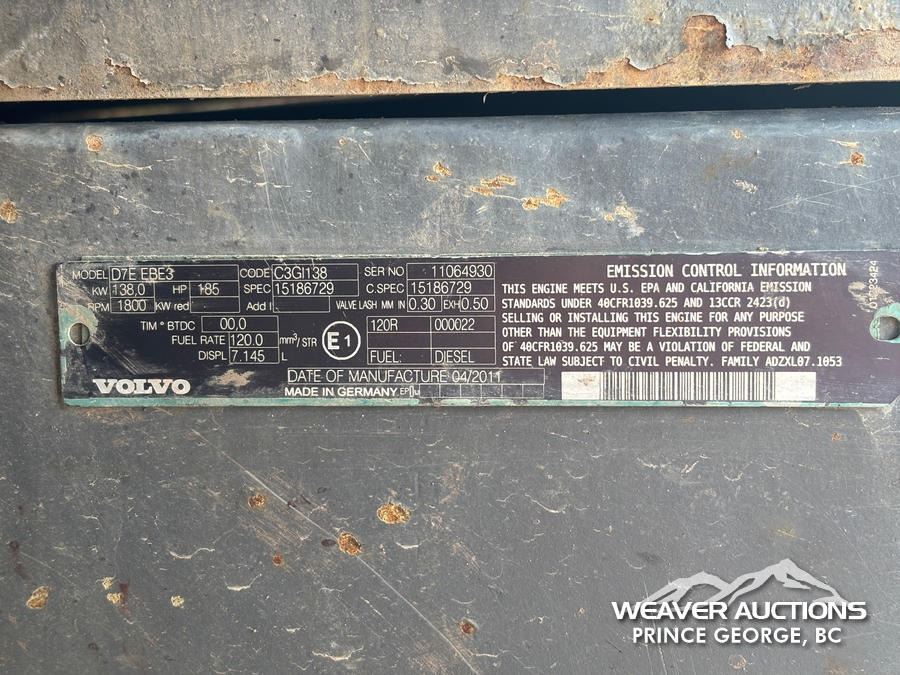 MODEL D7E EBE3 CODE C3GI138 SER NO 11064930
KW 138,0 HP 185 SPEC 15186729 C.SPEC 15186729
RPM 1800 KW red Add I VALVE LASH MM IN 0.30 EXH 0.50
TIM ° BTDC 00,0 E1 120R 000022
FUEL RATE 120.0 mm³/STR
DISPL 7.145 L FUEL: DIESEL
VOLVO DATE OF MANUFACTURE 04/2011
MADE IN GERMANY
EMISSION CONTROL INFORMATION
THIS ENGINE MEETS U.S. EPA AND CALIFORNIA EMISSION
STANDARDS UNDER 40CFR1039.625 and 13CCR 2423(d)
SELLING OR INSTALLING THIS ENGINE FOR ANY PURPOSE
OTHER THAN THE EQUIPMENT FLEXIBILITY PROVISIONS
OF 40CFR1039.625 MAY BE A VIOLATION OF FEDERAL AND
STATE LAW SUBJECT TO CIVIL PENALTY. FAMILY ADZXL07.1053
WEAVER AUCTIONS
PRINCE GEORGE, BC